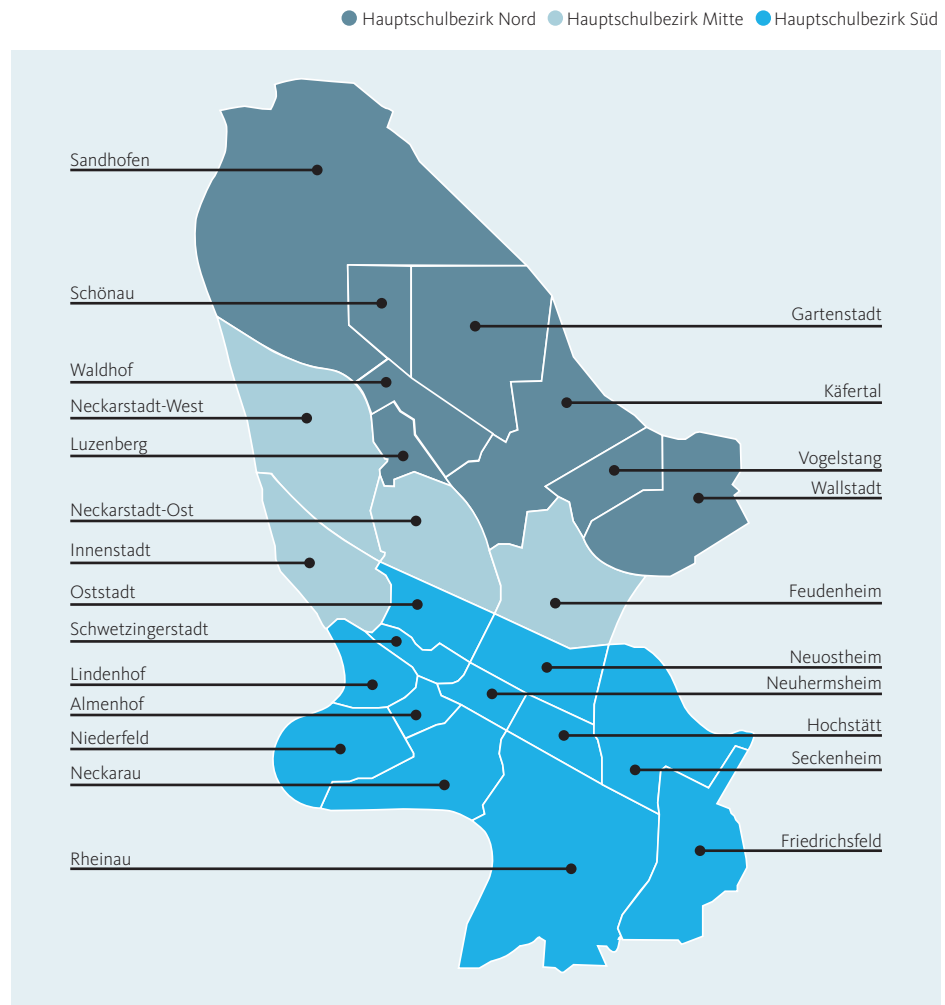 Hauptschulbezirk Nord Hauptschulbezirk Mitte Hauptschulbezirk Süd
Sandhofen
Schönau
Waldhof
Neckarstadt-West
Luzenberg
Neckarstadt-Ost
Innenstadt
Oststadt
Schwetzingerstadt
Lindenhof
Almenhof
Niederfeld
Neckarau
Rheinau
Gartenstadt
Käfertal
Vogelstang
Wallstadt
Feudenheim
Neuostheim
Neuhermsheim
Hochstätt
Seckenheim
Friedrichsfeld